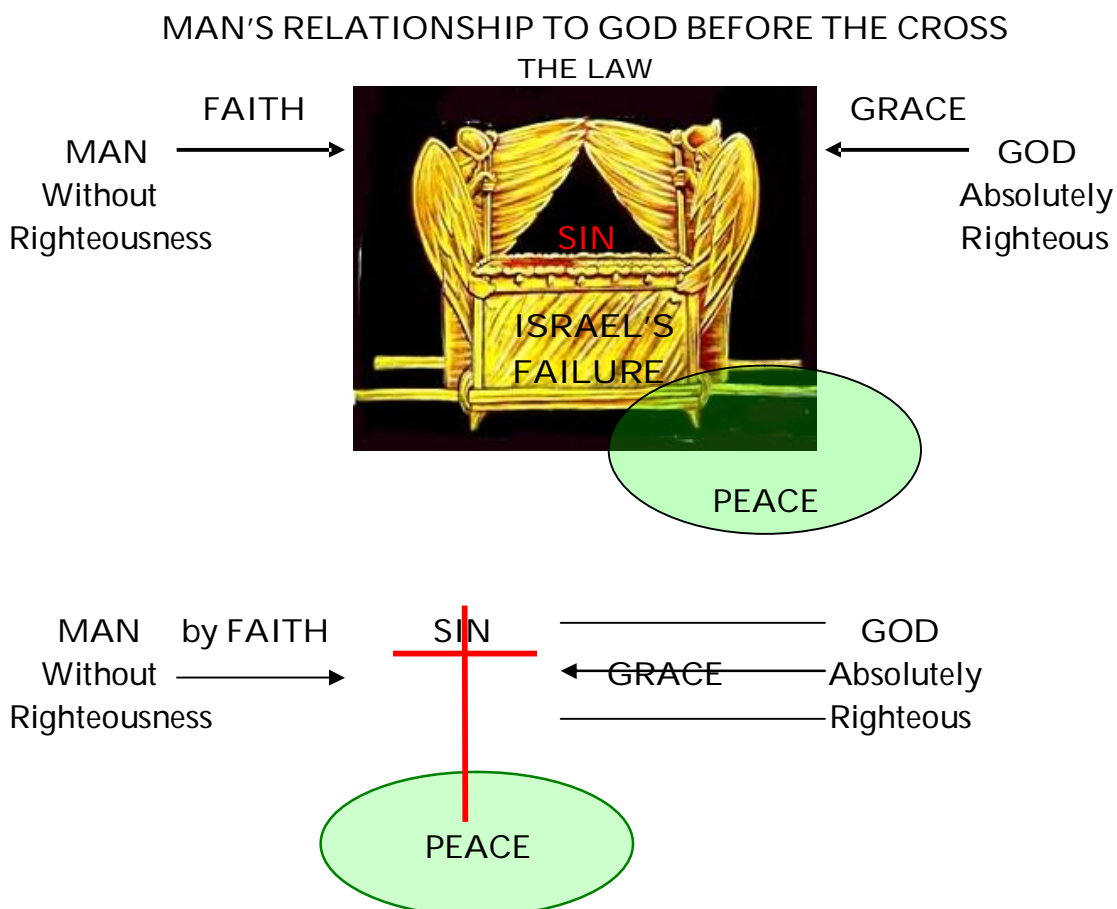 MAN'S RELATIONSHIP TO GOD BEFORE THE CROSS
THE LAW
FAITH
GRACE
MAN
Without
Righteousness
GOD
Absolutely
Righteous
SIN
ISRAEL'S
FAILURE
PEACE
MAN
Without
Righteousness
by FAITH
SIN
GRACE
GOD
Absolutely
Righteous
PEACE